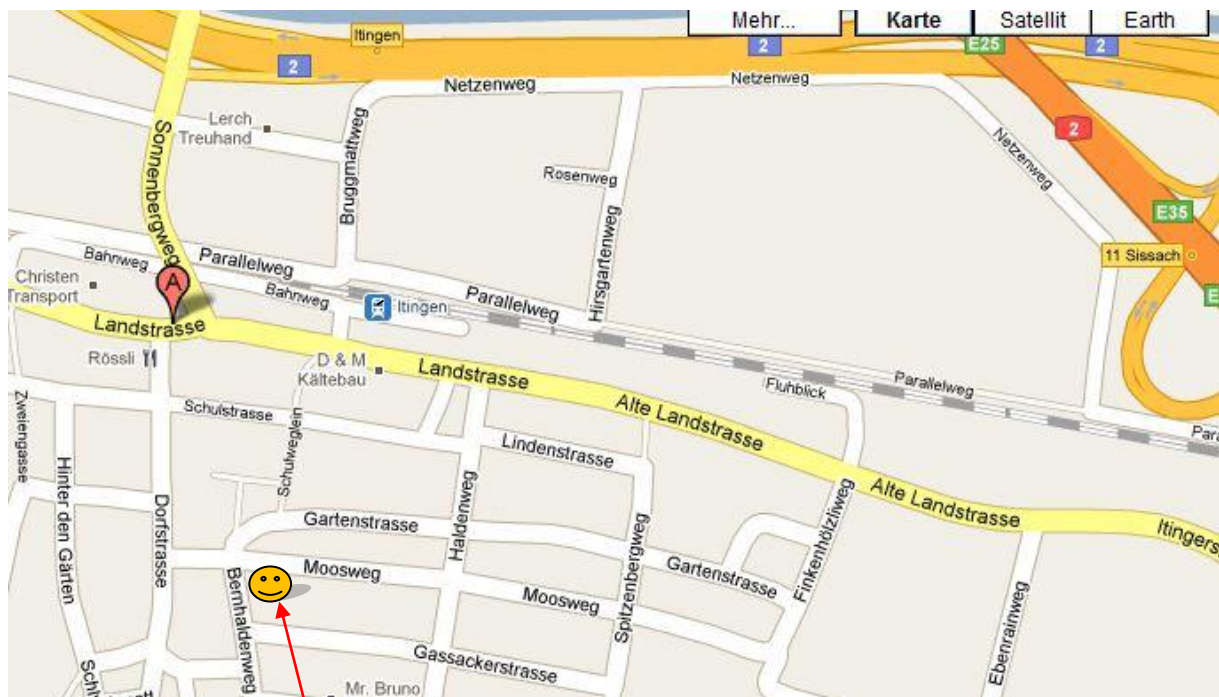 Mehr...
Karte
Satellit
Earth
Itingen
2
2
E25
2
Netzenweg
Netzenweg
Lerch
Treuhand
Sonnenbergweg
Bruggmattweg
2
Netzenweg
Rosenweg
Hirsgartenweg
E35
11 Sissach
Bahnweg
Parallelweg
Christen
Transport
A
Bahnweg
Itingen
Parallelweg
Landstrasse
Rössli
D & M
Kältebau
Landstrasse
Fluhblick
Parallelweg
Zweiengasse
Schulstrasse
Alte Landstrasse
Schulweglein
Lindenstrasse
Hinter den Gärten
Dorfstrasse
Haldenweg
Alte Landstrasse
Gartenstrasse
Spitzenbergweg
Finkenhölzliweg
Itingers
Moosweg
Gartenstrasse
Bernhaldenweg
Moosweg
Ebenrainweg
Gassackerstrasse
Mr. Bruno